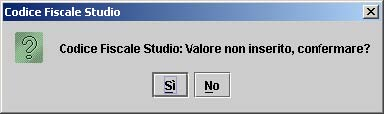 Codice Fiscale Studio
Codice Fiscale Studio: Valore non inserito, confermare?
Sì No